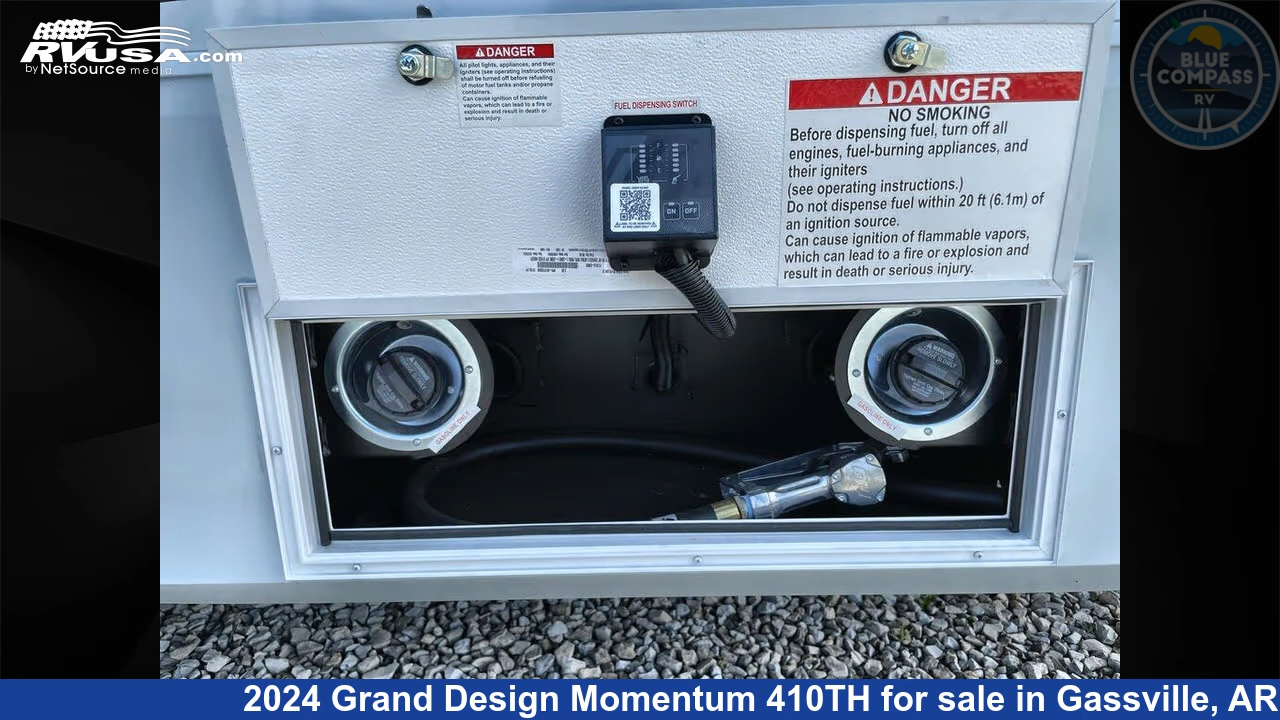 RVUSA.com
by NetSource media
BLUE
COMPASS
RV
DANGER
All pilot lights, appliances, and their
igniters (see operating instructions)
shall be turned off before refueling
of motor fuel tanks and/or propane
containers.
Can cause ignition of flammable
vapors, which can lead to a fire or
explosion and result in death or
serious injury.
FUEL DISPENSING SWITCH
ON OFF
DANGER
NO SMOKING
Before dispensing fuel, turn off all
engines, fuel-burning appliances, and
their igniters
(see operating instructions.)
Do not dispense fuel within 20 ft (6.1m) of
an ignition source.
Can cause ignition of flammable vapors,
which can lead to a fire or explosion and
result in death or serious injury.
GASOLINE ONLY
GASOLINE ONLY
2024 Grand Design Momentum 410TH for sale in Gassville, AR